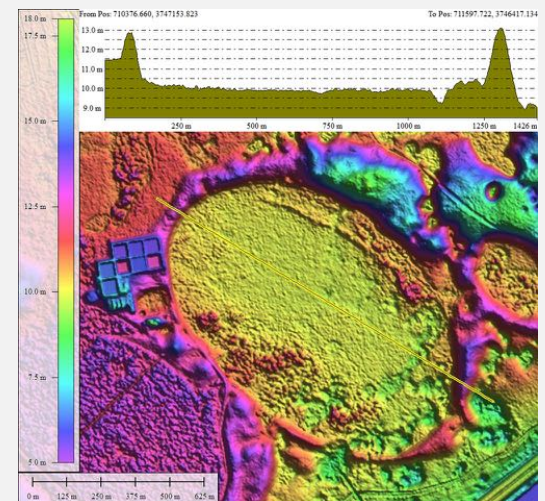 From Pos: 710376.660, 3747153.823
To Pos: 711597.722, 3746417.134
18.0 m
17.5 m
15.0 m
12.5 m
10.0 m
7.5 m
5.0 m
13.0 m
12.0 m
11.0 m
10.0 m
9.0 m
250 m
500 m
750 m
1000 m
1250 m
1426 m
0 m
125 m
250 m
375 m
500 m
625 m